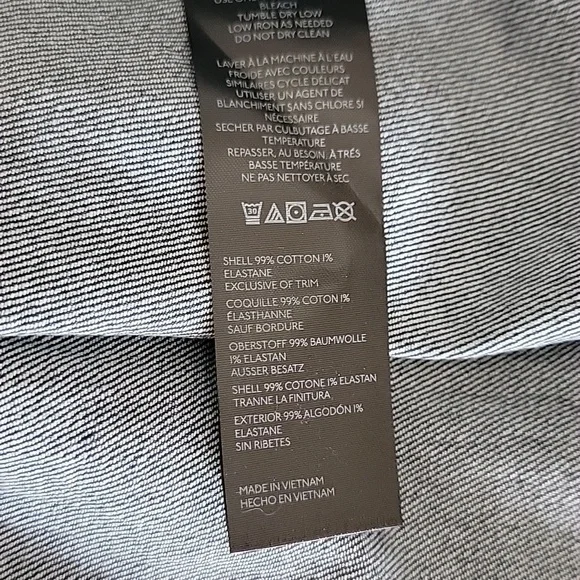 BLEACH
TUMBLE DRY LOW
LOW IRON AS NEEDED
DO NOT DRY CLEAN
LAVER À LA MACHINE À L'EAU
FROIDE AVEC COULEURS
SIMILAIRES CYCLE DÉLICAT
UTILISER UN AGENT DE
BLANCHIMENT SANS CHLORE SI
NÉCESSAIRE
SECHER PAR CULBUTAGE À BASSE
TEMPERATURE
REPASSER, AU BESOIN, À TRÉS
BASSE TEMPÉRATURE
NE PAS NETTOYER À SEC
30
SHELL 99% COTTON 1%
ELASTANE
EXCLUSIVE OF TRIM
COQUILLE 99% COTON 1%
ÉLASTHANNE
SAUF BORDURE
OBERSTOFF 99% BAUMWOLLE
1% ELASTAN
AUSSER BESATZ
SHELL 99% COTONE 1% ELASTAN
TRANNE LA FINITURA
EXTERIOR 99% ALGODÓN 1%
ELASTANE
SIN RIBETES
MADE IN VIETNAM
HECHO EN VIETNAM